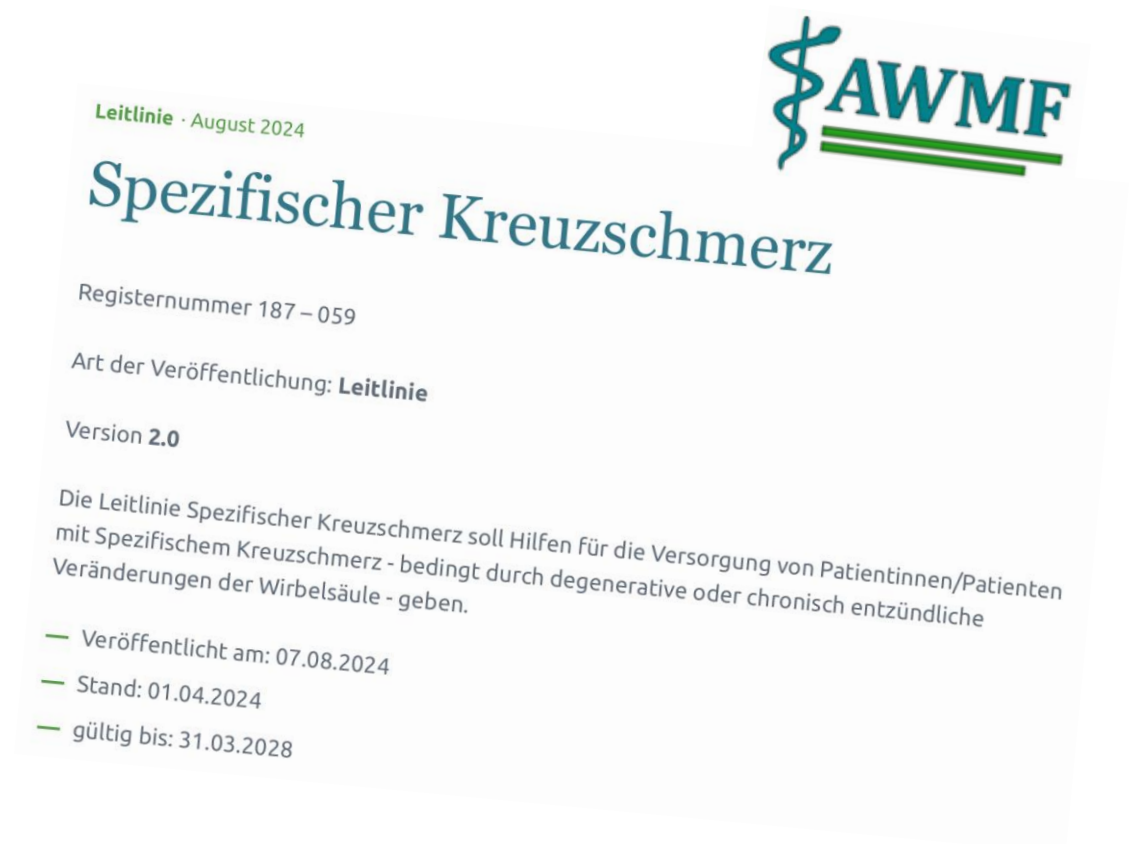 AWMF
Leitlinie · August 2024
Spezifischer Kreuzschmerz
Registernummer 187 – 059
Art der Veröffentlichung: Leitlinie
Version 2.0
Die Leitlinie Spezifischer Kreuzschmerz soll Hilfen für die Versorgung von Patientinnen/Patienten
mit Spezifischem Kreuzschmerz - bedingt durch degenerative oder chronisch entzündliche
Veränderungen der Wirbelsäule - geben.
— Veröffentlicht am: 07.08.2024
— Stand: 01.04.2024
— gültig bis: 31.03.2028